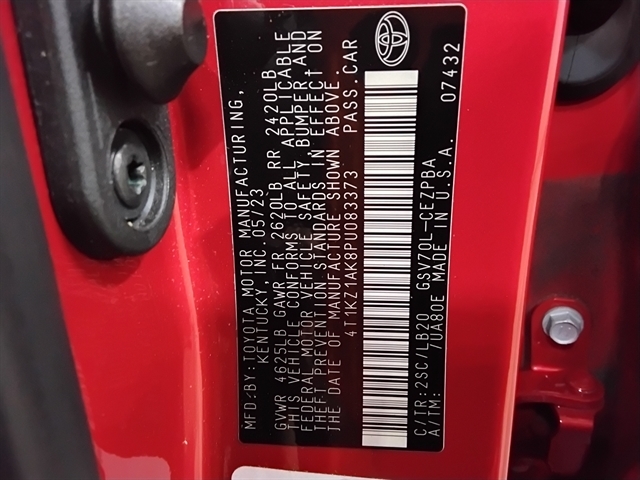 MFD. BY: TOYOTA MOTOR MANUFACTURING,
KENTUCKY, INC. 05/23
GVWR 4625LB GAWR FR 2620LB RR 2420LB
THIS VEHICLE CONFORMS TO ALL APPLICABLE
FEDERAL MOTOR VEHICLE SAFETY, BUMPER, AND
THEFT PREVENTION STANDARDS IN EFFECT ON
THE DATE OF MANUFACTURE SHOWN ABOVE.
4T1KZ1AK8PU083373 PASS. CAR
C/TR: 2SC/LB20 GSV70L-CEZPBA
A/TM: 7UA80E MADE IN U.S.A. 07432